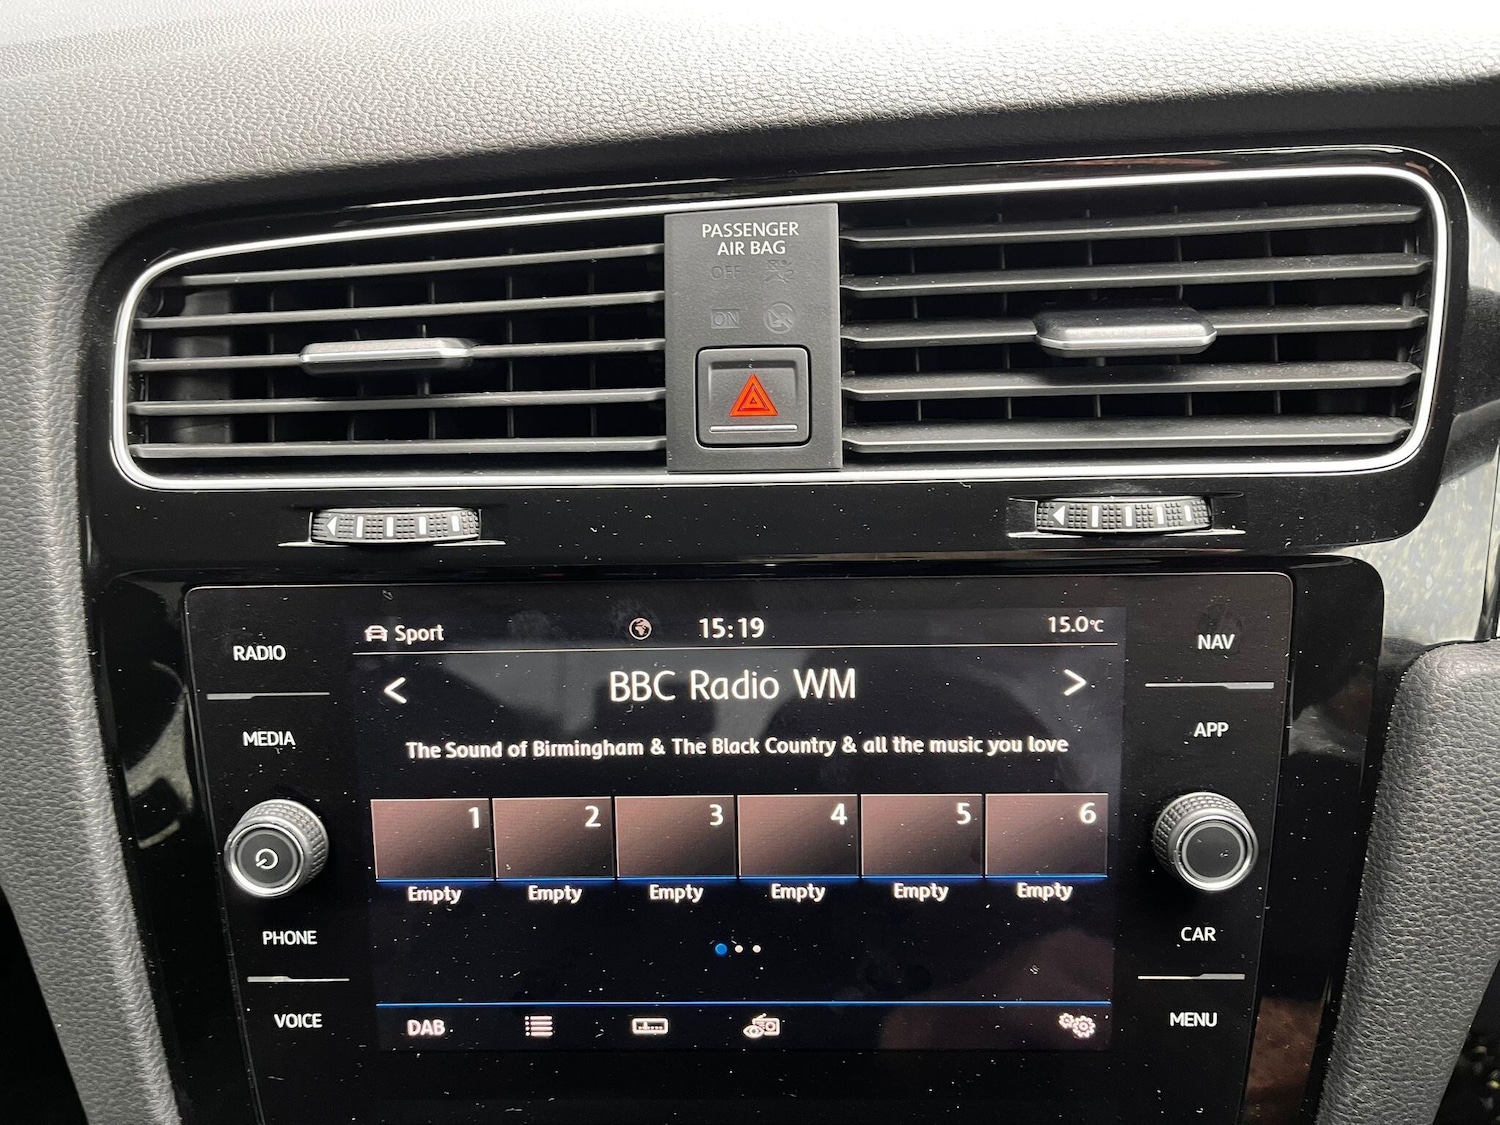 PASSENGER
AIR BAG
OFF
ON
RADIO
MEDIA
PHONE
VOICE
Sport 15:19 15.0°C
BBC Radio WM
The Sound of Birmingham & The Black Country & all the music you love
1 2 3 4 5 6
Empty Empty Empty Empty Empty Empty
DAB
NAV
APP
CAR
MENU